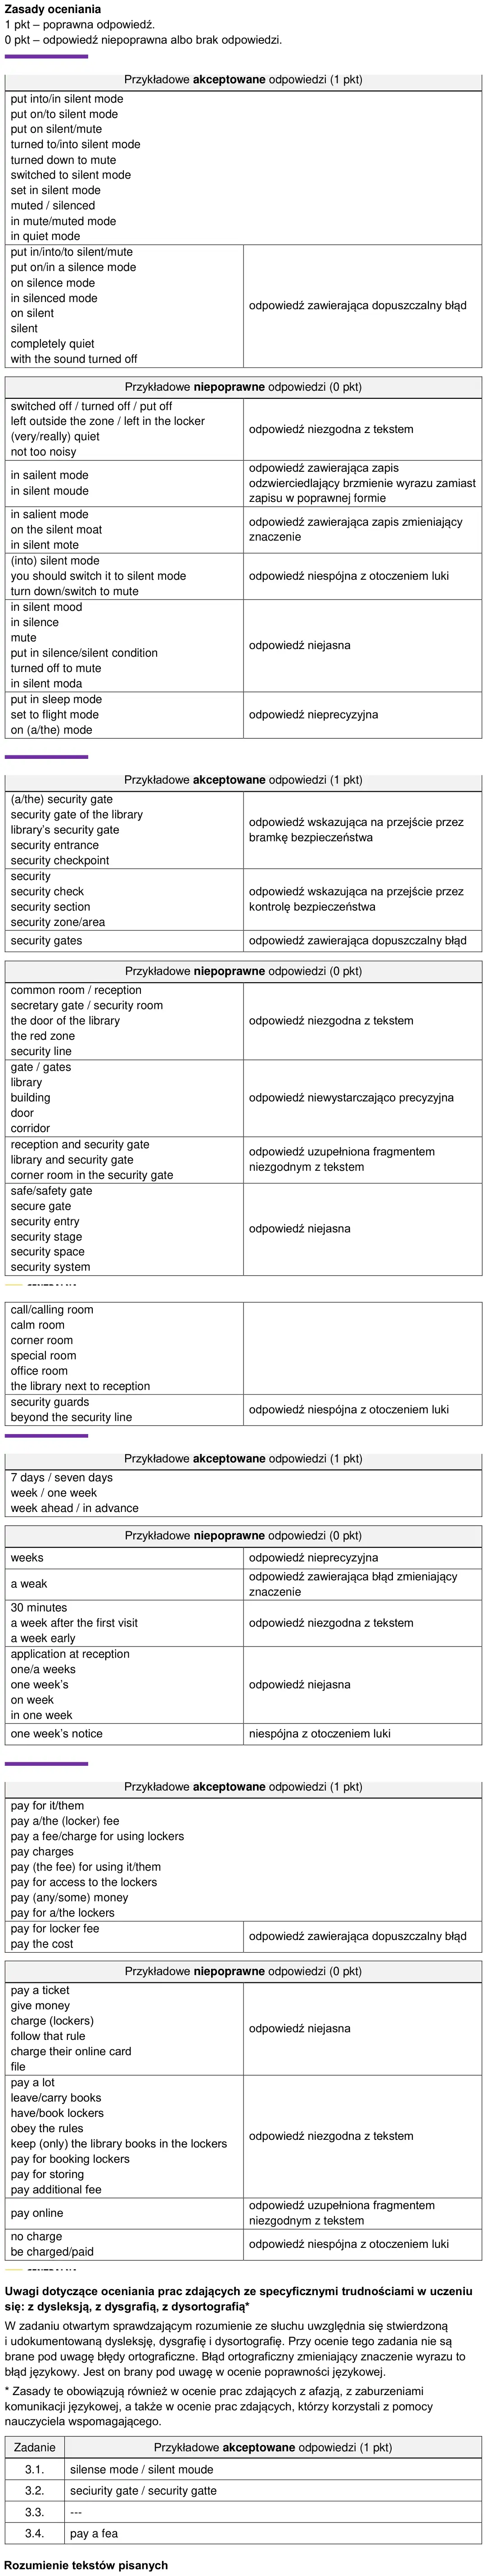 Zasady oceniania
1 pkt – poprawna odpowiedź.
0 pkt – odpowiedź niepoprawna albo brak odpowiedzi.
Przykładowe akceptowane odpowiedzi (1 pkt)
put into/in silent mode
put on/to silent mode
put on silent/mute
turned to/into silent mode
turned down to mute
switched to silent mode
set in silent mode
muted / silenced
in mute/muted mode
in quiet mode
put in/into/to silent/mute
put on/in a silence mode
on silence mode
in silenced mode
on silent
silent
completely quiet
with the sound turned off
odpowiedź zawierająca dopuszczalny błąd
Przykładowe niepoprawne odpowiedzi (0 pkt)
switched off / turned off / put off
left outside the zone / left in the locker
(very/really) quiet
not too noisy
odpowiedź niezgodna z tekstem
in sailent mode
in silent moude
odpowiedź zawierająca zapis
odzwierciedlający brzmienie wyrazu zamiast
zapisu w poprawnej formie
in salient mode
on the silent moat
in silent mote
odpowiedź zawierająca zapis zmieniający
znaczenie
(into) silent mode
you should switch it to silent mode
turn down/switch to mute
odpowiedź niespójna z otoczeniem luki
in silent mood
in silence
mute
put in silence/silent condition
turned off to mute
in silent moda
odpowiedź niejasna
put in sleep mode
set to flight mode
on (a/the) mode
odpowiedź nieprecyzyjna
Przykładowe akceptowane odpowiedzi (1 pkt)
(a/the) security gate
security gate of the library
library's security gate
security entrance
security checkpoint
odpowiedź wskazująca na przejście przez
bramkę bezpieczeństwa
security
security check
security section
security zone/area
odpowiedź wskazująca na przejście przez
kontrolę bezpieczeństwa
security gates
odpowiedź zawierająca dopuszczalny błąd
Przykładowe niepoprawne odpowiedzi (0 pkt)
common room / reception
secretary gate / security room
the door of the library
the red zone
security line
odpowiedź niezgodna z tekstem
gate / gates
library
building
door
corridor
odpowiedź niewystarczająco precyzyjna
reception and security gate
library and security gate
corner room in the security gate
odpowiedź uzupełniona fragmentem
niezgodnym z tekstem
safe/safety gate
secure gate
security entry
security stage
security space
security system
odpowiedź niejasna
call/calling room
calm room
corner room
special room
office room
the library next to reception
security guards
beyond the security line
odpowiedź niespójna z otoczeniem luki
Przykładowe akceptowane odpowiedzi (1 pkt)
7 days / seven days
week / one week
week ahead / in advance
Przykładowe niepoprawne odpowiedzi (0 pkt)
weeks
odpowiedź nieprecyzyjna
a weak
odpowiedź zawierająca błąd zmieniający
znaczenie
30 minutes
a week after the first visit
a week early
odpowiedź niezgodna z tekstem
application at reception
one/a weeks
one week's
on week
in one week
odpowiedź niejasna
one week's notice
niespójna z otoczeniem luki
Przykładowe akceptowane odpowiedzi (1 pkt)
pay for it/them
pay a/the (locker) fee
pay a fee/charge for using lockers
pay charges
pay (the fee) for using it/them
pay for access to the lockers
pay (any/some) money
pay for a/the lockers
pay for locker fee
pay the cost
odpowiedź zawierająca dopuszczalny błąd
Przykładowe niepoprawne odpowiedzi (0 pkt)
pay a ticket
give money
charge (lockers)
follow that rule
charge their online card
file
odpowiedź niejasna
pay a lot
leave/carry books
have/book lockers
obey the rules
keep (only) the library books in the lockers
pay for booking lockers
pay for storing
pay additional fee
odpowiedź niezgodna z tekstem
pay online
odpowiedź uzupełniona fragmentem
niezgodnym z tekstem
no charge
be charged/paid
odpowiedź niespójna z otoczeniem luki
Uwagi dotyczące oceniania prac zdających ze specyficznymi trudnościami w uczeniu
się: z dysleksją, z dysgrafią, z dysortografią*
W zadaniu otwartym sprawdzającym rozumienie ze słuchu uwzględnia się stwierdzoną
i udokumentowaną dysleksję, dysgrafię i dysortografię. Przy ocenie tego zadania nie są
brane pod uwagę błędy ortograficzne. Błąd ortograficzny zmieniający znaczenie wyrazu to
błąd językowy. Jest on brany pod uwagę w ocenie poprawności językowej.
* Zasady te obowiązują również w ocenie prac zdających z afazją, z zaburzeniami
komunikacji językowej, a także w ocenie prac zdających, którzy korzystali z pomocy
nauczyciela wspomagającego.
Zadanie
Przykładowe akceptowane odpowiedzi (1 pkt)
3.1.
silense mode / silent moude
3.2.
seciurity gate / security gatte
3.3.
---
3.4.
pay a fea
Rozumienie tekstów pisanych